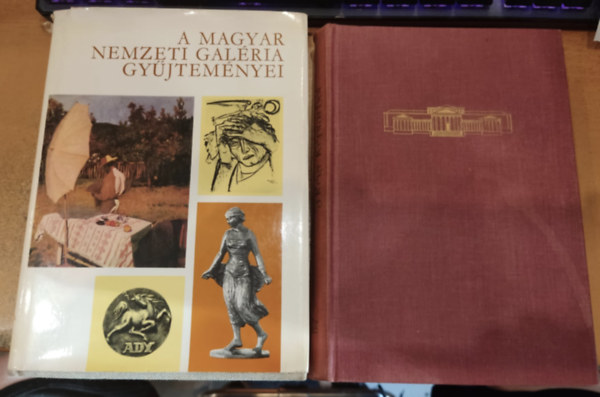 A MAGYAR
NEMZETI GALÉRIA
GYŰJTEMÉNYEI
ADY